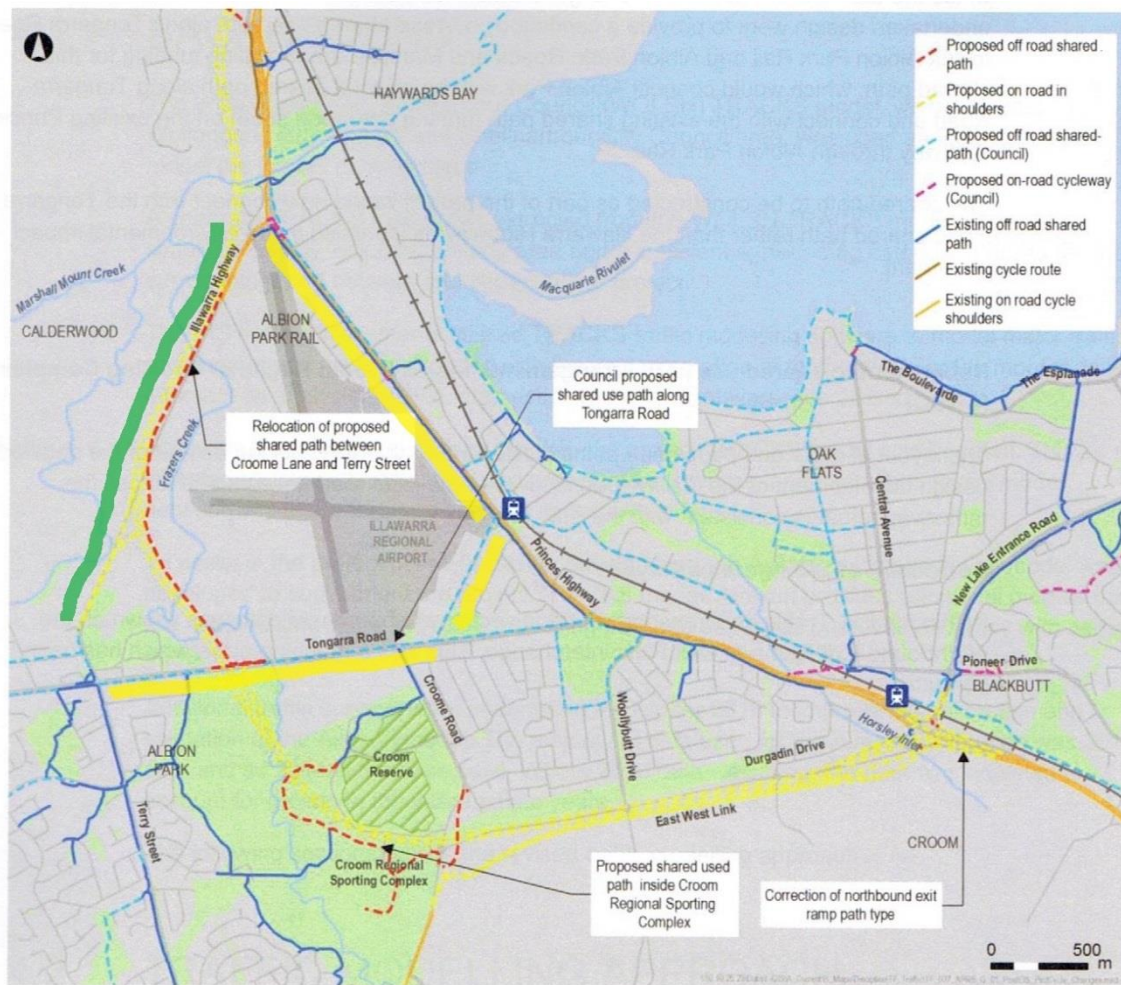 HAYWARDS BAY
Proposed off road shared.
path
Proposed on road in
shoulders
Proposed off road shared-
path (Council)
Proposed on-road cycleway
(Council)
Existing off road shared
path
Existing cycle route
Existing on road cycle
shoulders
Marshall Mount Creek
CALDERWOOD
Illawarra Highway
ALBION
PARK RAIL
Macquarie Rivulet
Relocation of proposed
shared path between
Croome Lane and Terry Street
Frazers Creek
Council proposed
shared use path along
Tongarra Road
The Boulevarde
The Esplanade
OAK
FLATS
Central Avenue
New Lake Entrance Road
ILLAWARRA
REGIONAL
AIRPORT
Princes Highway
Tongarra Road
Croome Road
Woollybutt Drive
Pioneer Drive
BLACKBUTT
Horsley Inlet
ALBION
PARK
Terry Street
Croom
Reserve
Durgadin Drive
East West Link
CROOM
Croom Regional
Sporting Complex
Proposed shared used
path inside Croom
Regional Sporting
Complex
Correction of northbound exit
ramp path type
0 500
m